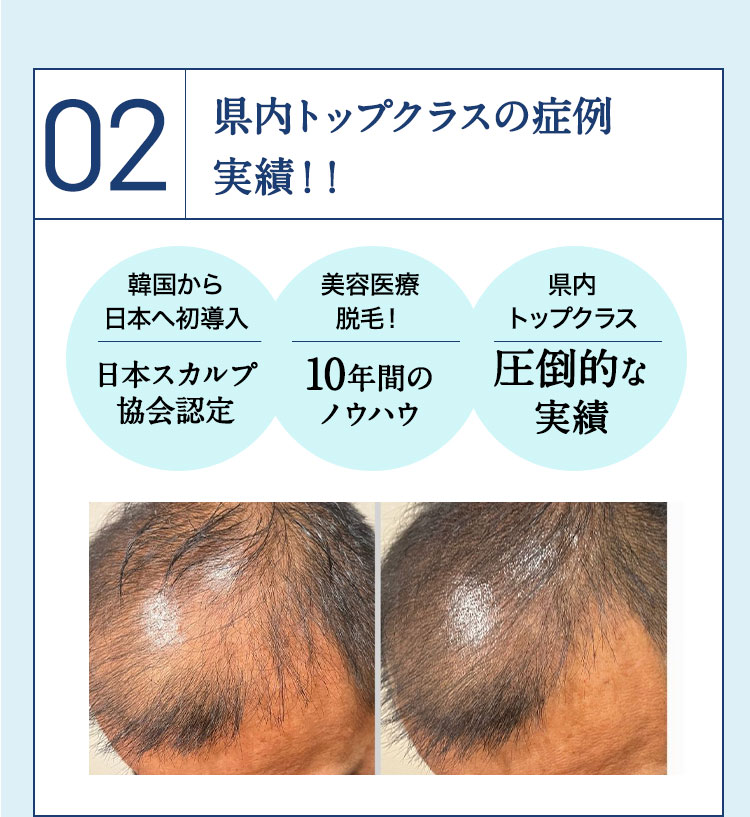 02
県内トップクラスの症例
実績!!
韓国から
日本へ初導入
日本スカルプ
協会認定
美容医療
脱毛!
10年間の
ノウハウ
県内
トップクラス
圧倒的な
実績